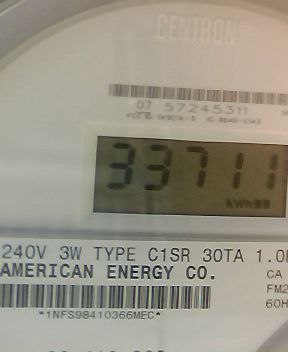 CENTRON
07 57245311
33711
kWh
240V 3W TYPE C1SR 30TA 1.0
AMERICAN ENERGY CO.
CA
FM2
60H
*1NFS98410366MEC*